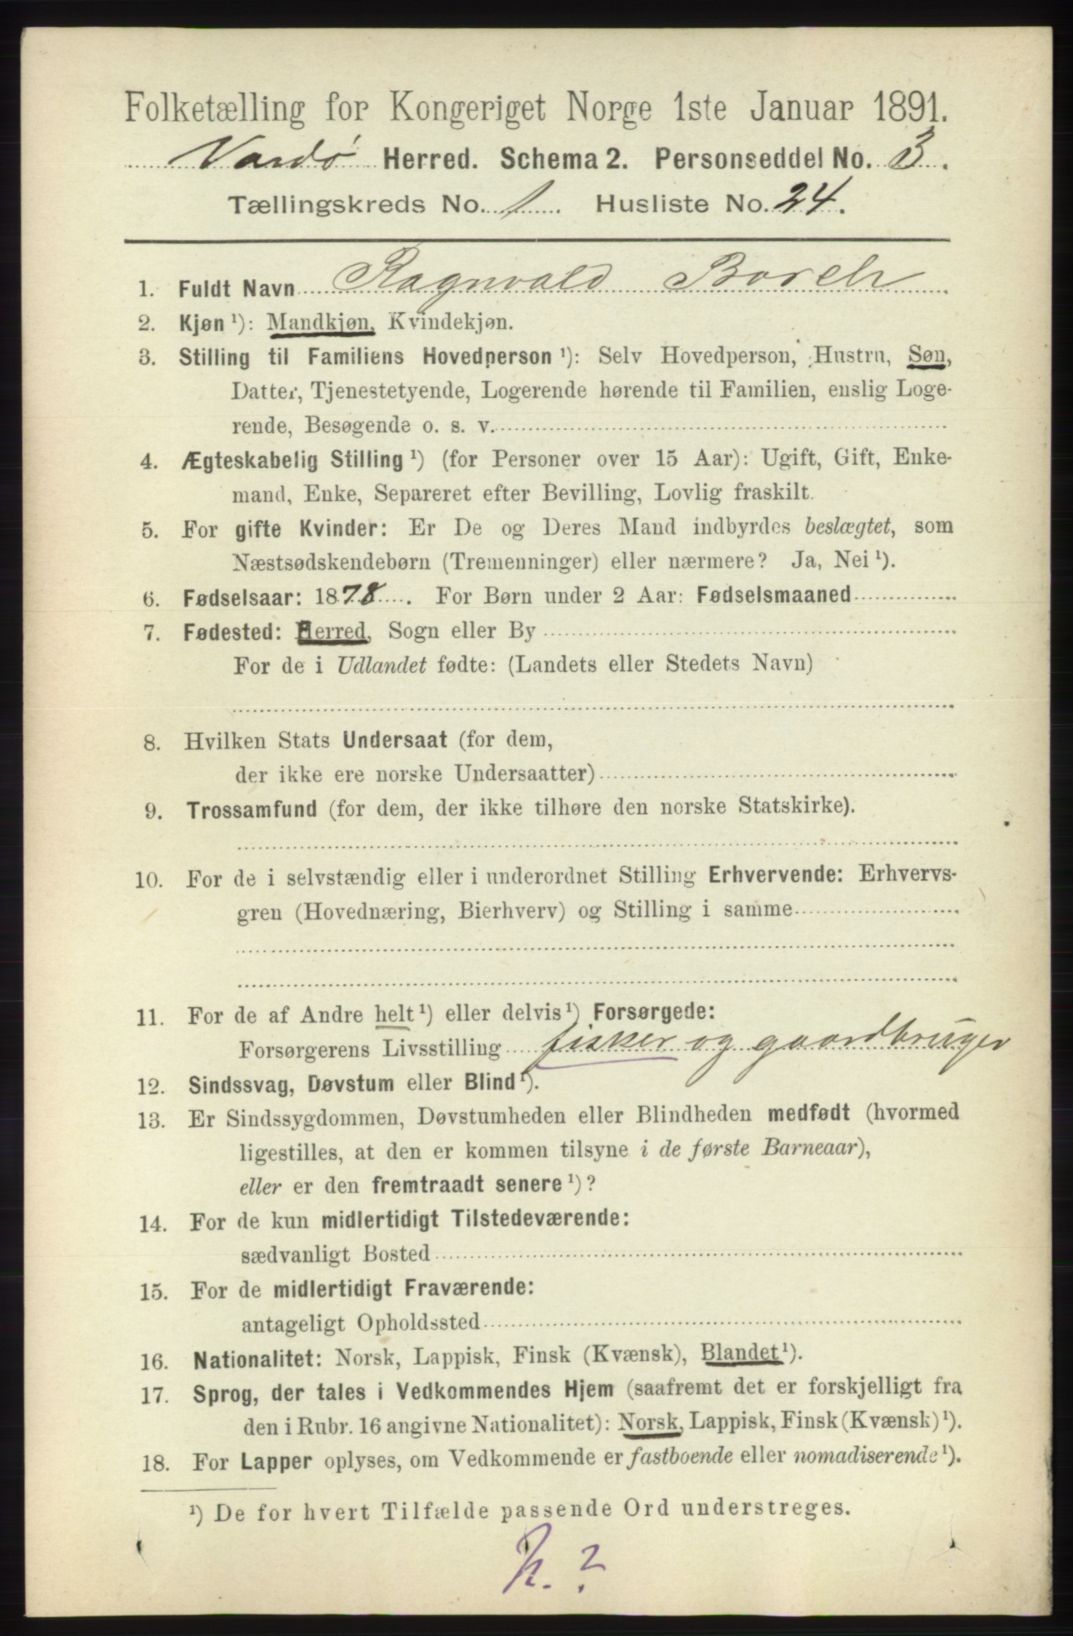 Folketælling for Kongeriget Norge 1ste Januar 1891.
Vardø Herred. Schema 2. Personseddel No. 3.
Tællingskreds No. 1 Husliste No. 24.
1. Fuldt Navn Ragnvald Borch
2. Kjøn ¹): Mandkjøn, Kvindekjøn.
3. Stilling til Familiens Hovedperson ¹): Selv Hovedperson, Hustru, Søn,
Datter, Tjenestetyende, Logerende hørende til Familien, enslig Loge-
rende, Besøgende o. s. v.
4. Ægteskabelig Stilling ¹) (for Personer over 15 Aar): Ugift, Gift, Enke-
mand, Enke, Separeret efter Bevilling, Lovlig fraskilt.
5. For gifte Kvinder: Er De og Deres Mand indbyrdes beslægtet, som
Næstsødskendebørn (Tremenninger) eller nærmere? Ja, Nei ¹).
6. Fødselsaar: 1878. For Børn under 2 Aar: Fødselsmaaned
7. Fødested: Herred, Sogn eller By
For de i Udlandet fødte: (Landets eller Stedets Navn)
8. Hvilken Stats Undersaat (for dem,
der ikke ere norske Undersaatter)
9. Trossamfund (for dem, der ikke tilhøre den norske Statskirke).
10. For de i selvstændig eller i underordnet Stilling Erhvervende: Erhvervs-
gren (Hovednæring, Bierhverv) og Stilling i samme
11. For de af Andre helt ¹) eller delvis ¹) Forsørgede:
Forsørgerens Livsstilling fisker og gaardbruger
12. Sindssvag, Døvstum eller Blind ¹).
13. Er Sindssygdommen, Døvstumheden eller Blindheden medfødt (hvormed
ligestilles, at den er kommen tilsyne i de første Barneaar),
eller er den fremtraadt senere ¹)?
14. For de kun midlertidigt Tilstedeværende:
sædvanligt Bosted
15. For de midlertidigt Fraværende:
antageligt Opholdssted
16. Nationalitet: Norsk, Lappisk, Finsk (Kvænsk), Blandet ¹).
17. Sprog, der tales i Vedkommendes Hjem (saafremt det er forskjelligt fra
den i Rubr. 16 angivne Nationalitet): Norsk, Lappisk, Finsk (Kvænsk) ¹).
18. For Lapper oplyses, om Vedkommende er fastboende eller nomadiserende ¹).
¹) De for hvert Tilfælde passende Ord understreges.